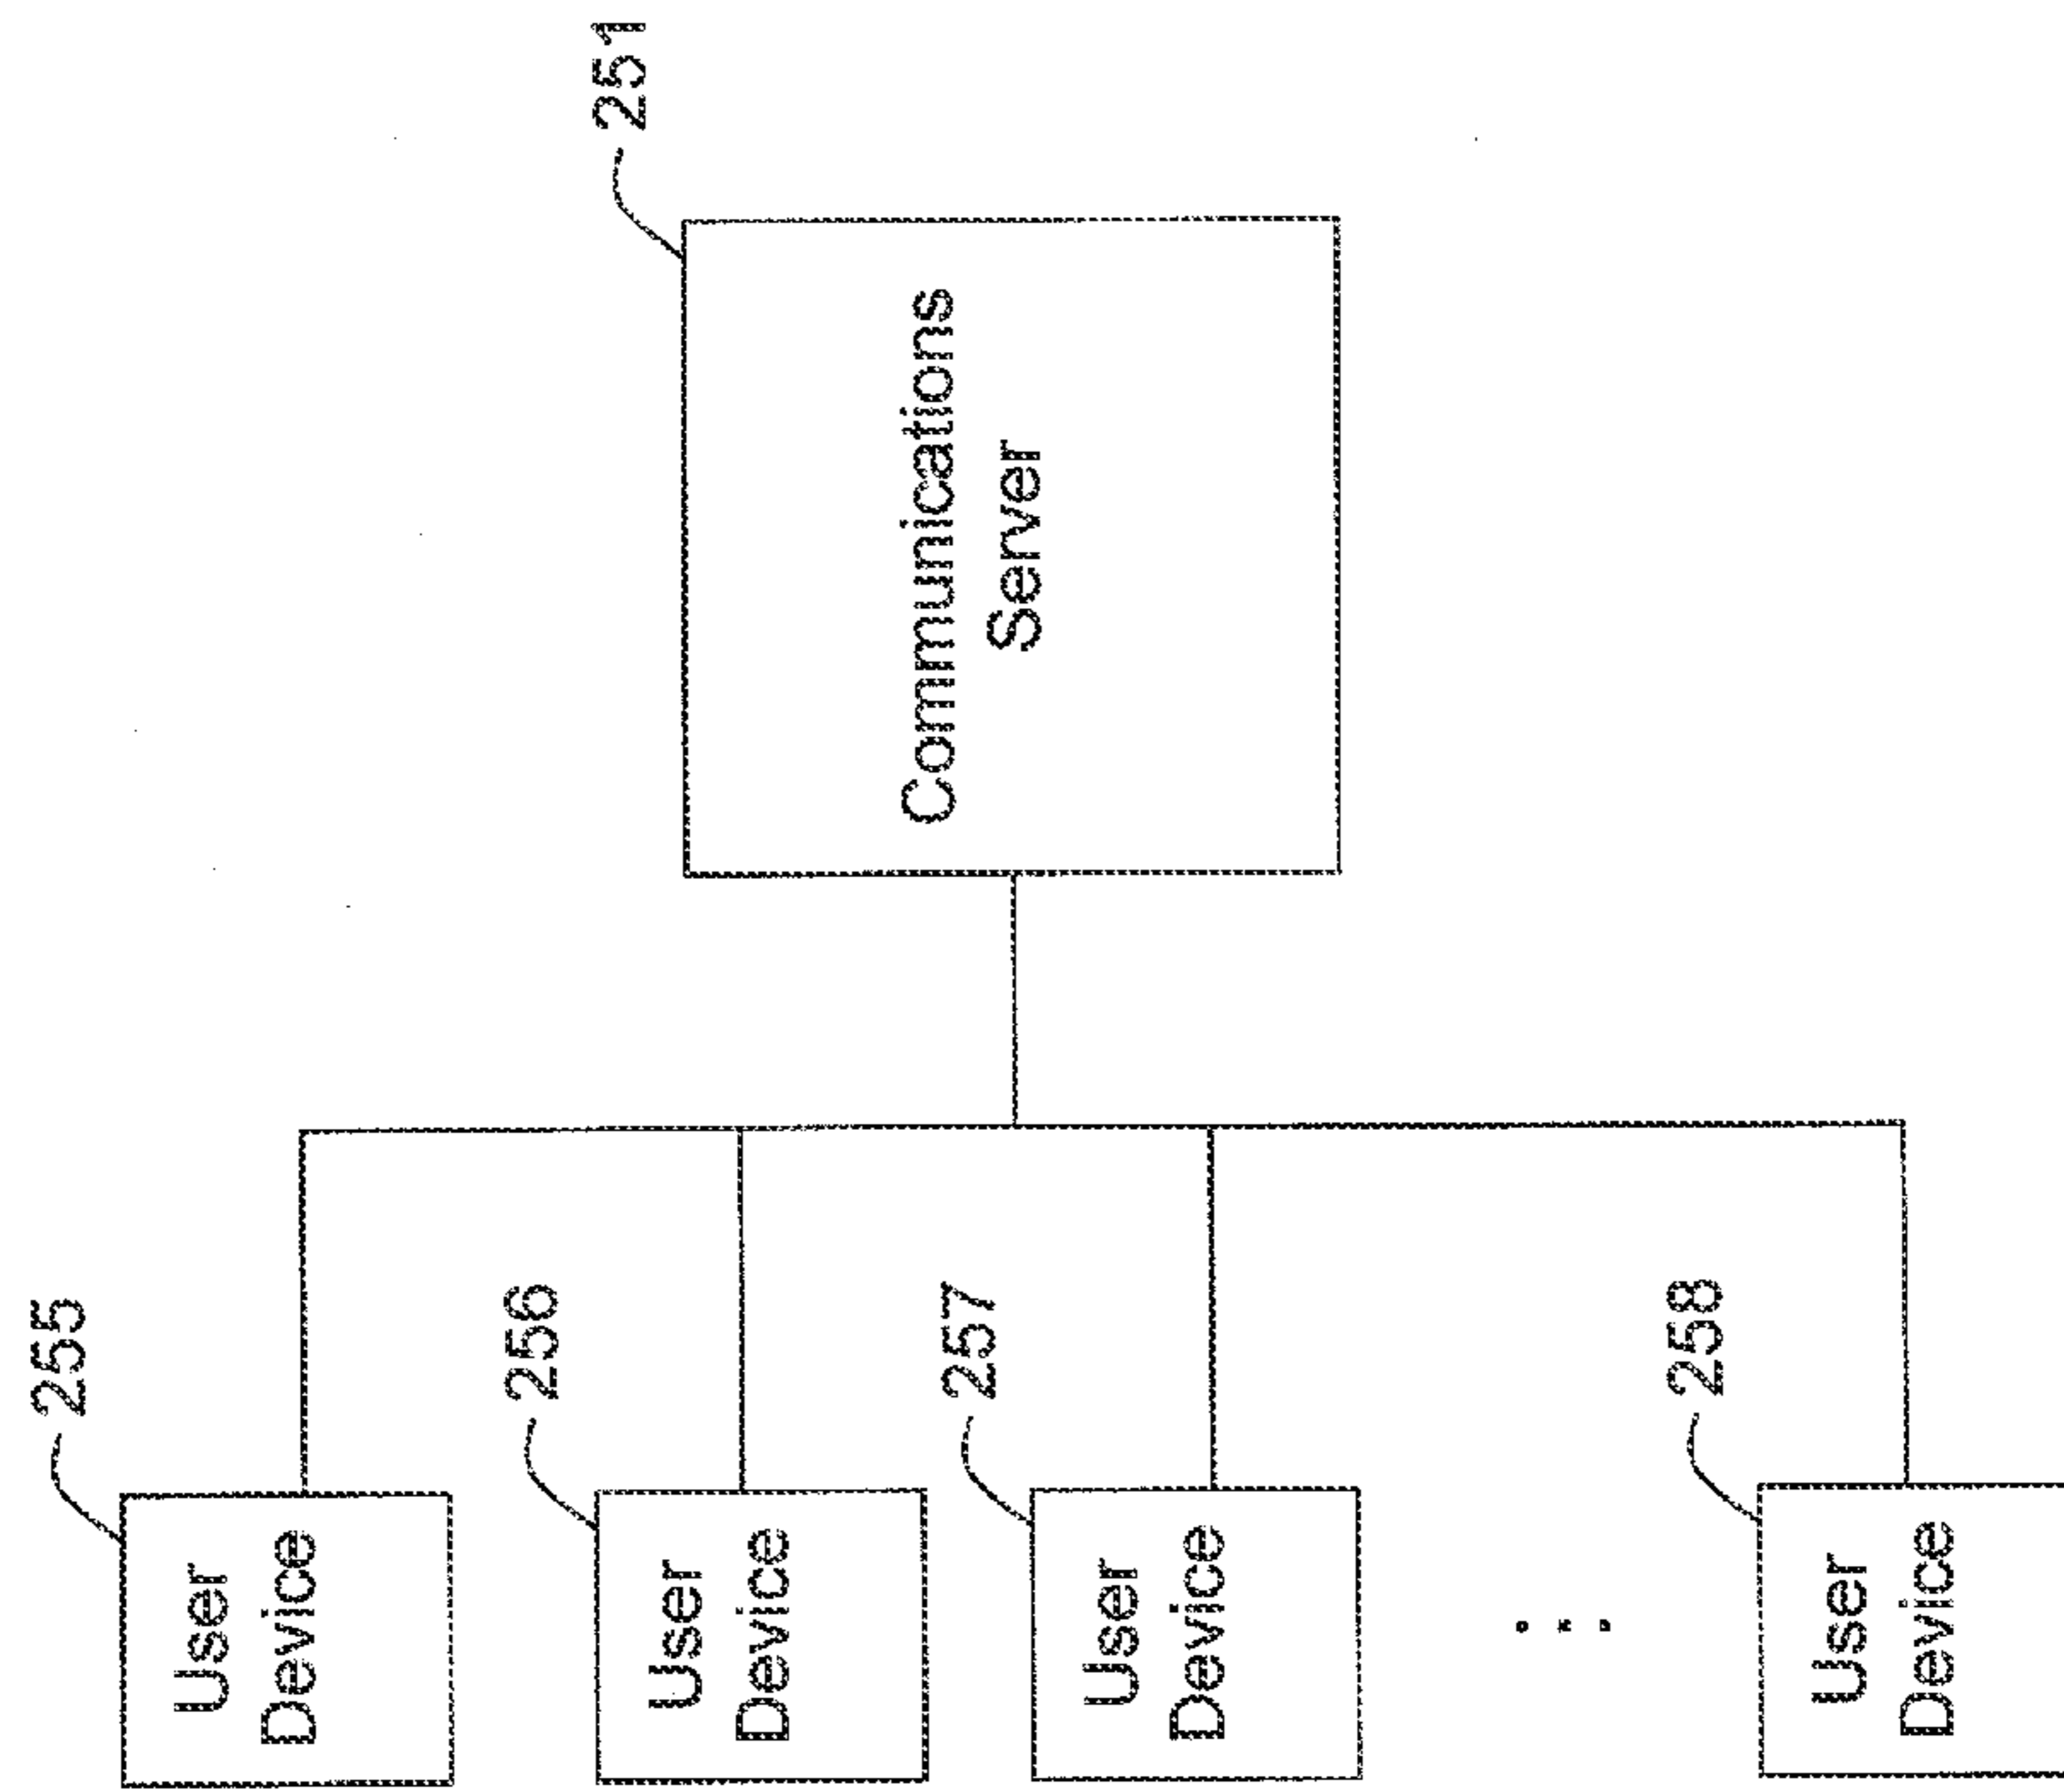 255
User
Device
256
User
Device
257
User
Device
...
258
User
Device
251
Communications
Server